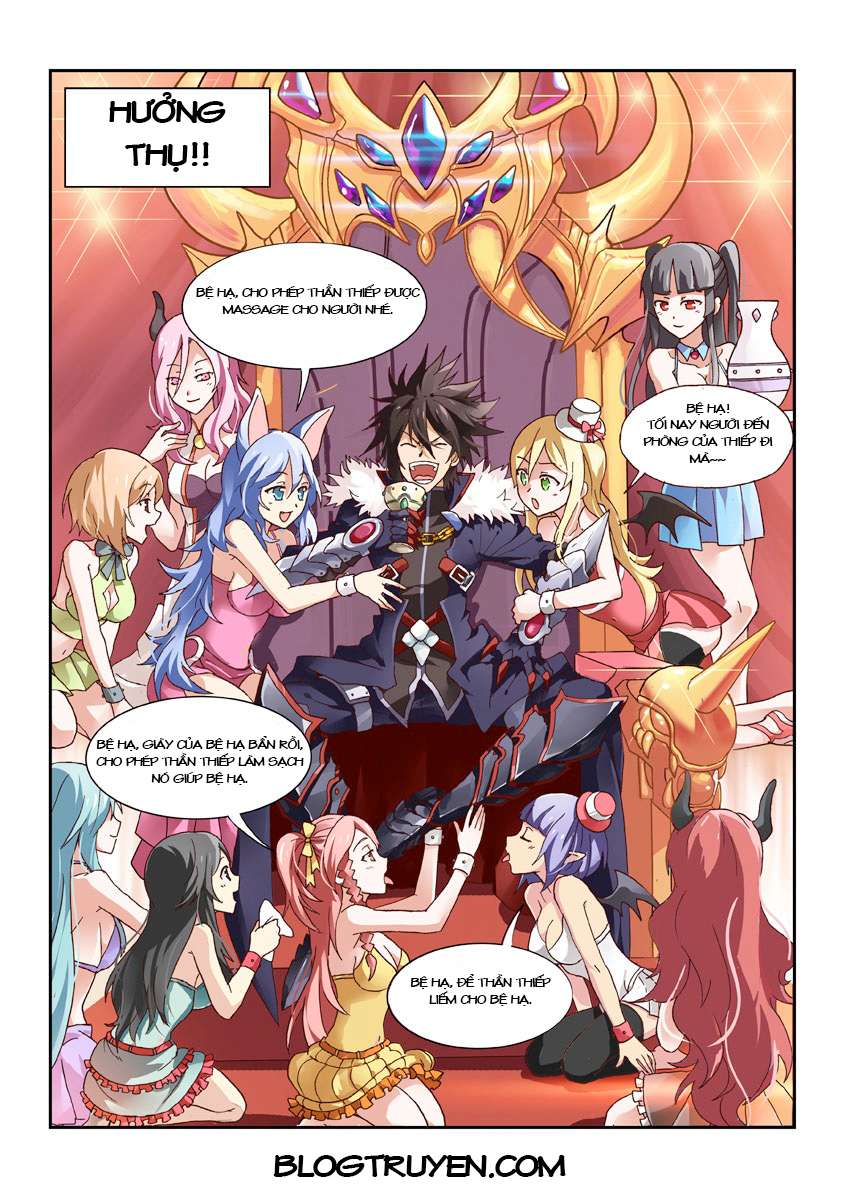 HƯỞNG
THỤ!!
BỆ HẠ, CHO PHÉP THẦN THIẾP ĐƯỢC
MASSAGE CHO NGƯỜI NHÉ.
BỆ HẠ!
TỐI NAY NGƯỜI ĐẾN
PHÒNG CỦA THIẾP ĐI
MÀ~~
BỆ HẠ, GIÀY CỦA BỆ HẠ BẨN RỒI,
CHO PHÉP THẦN THIẾP LÀM SẠCH
NÓ GIÚP BỆ HẠ.
BỆ HẠ, ĐỂ THẦN THIẾP
LIẾM CHO BỆ HẠ.
BLOGTRUYEN.COM